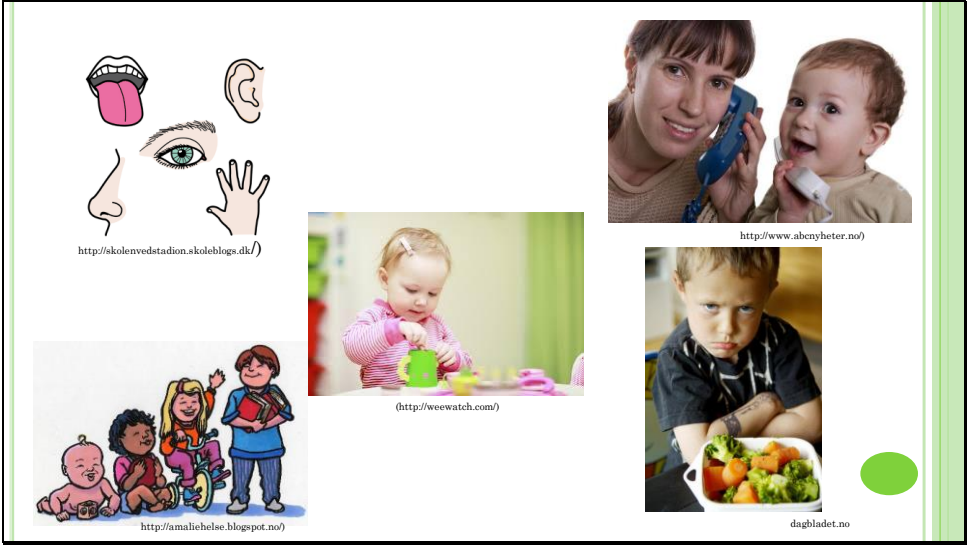 http://skolenvedstadion.skoleblogs.dk/)
http://www.abcnyheter.no/)
(http://weewatch.com/)
http://amaliehelse.blogspot.no/)
dagbladet.no